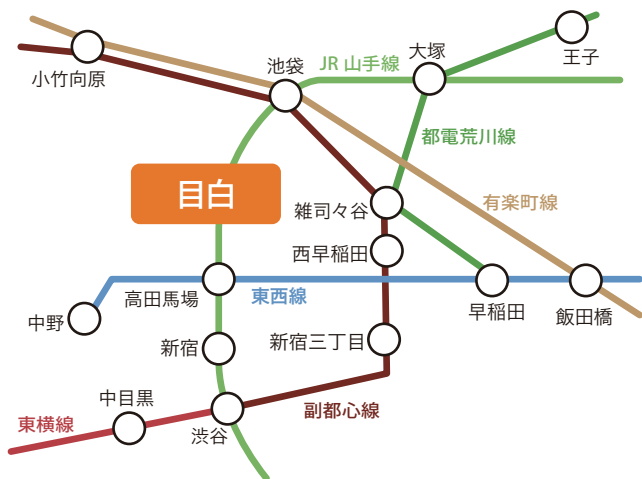 王子
大塚
池袋
JR 山手線
小竹向原
都電荒川線
目白
有楽町線
雑司々谷
西早稲田
東西線
高田馬場
早稲田
飯田橋
中野
新宿三丁目
新宿
中目黒
副都心線
東横線
渋谷